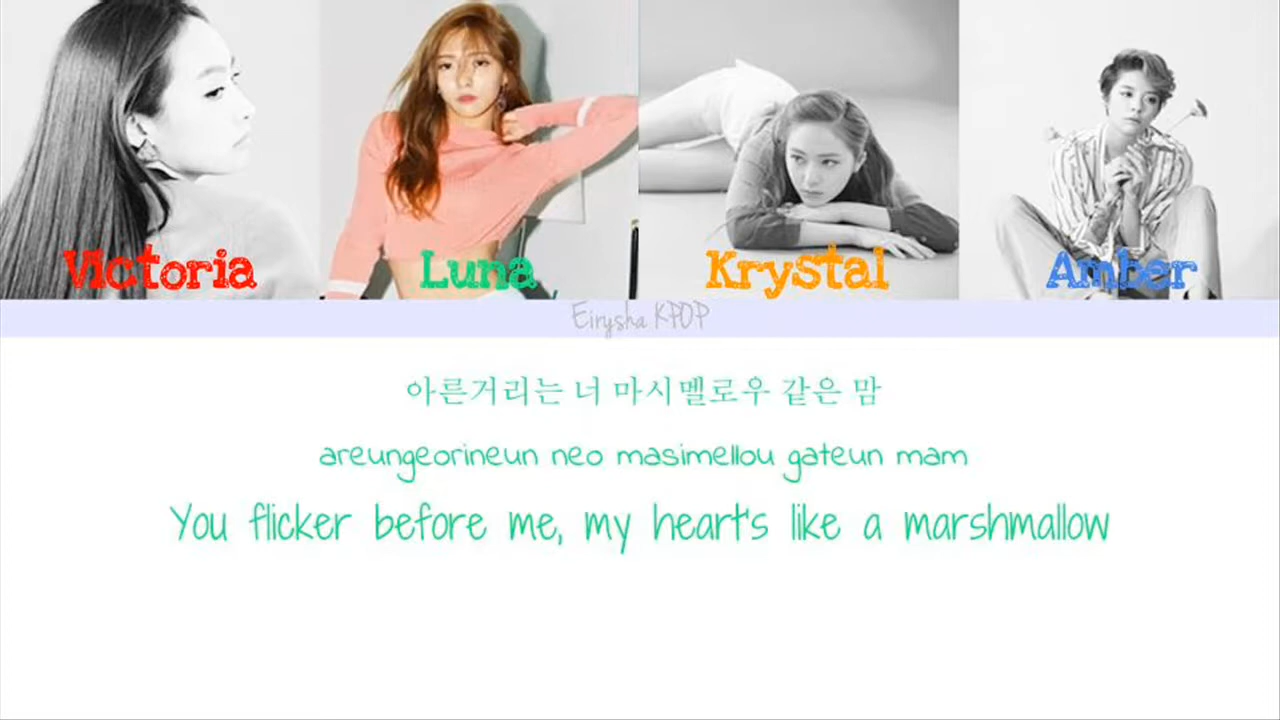 Victoria
Luna
Krystal
Amber
Eirysha KPOP
아른거리는 너 마시멜로우 같은 맘
areungeorineun neo masimellou gateun mam
You flicker before me, my heart's like a marshmallow